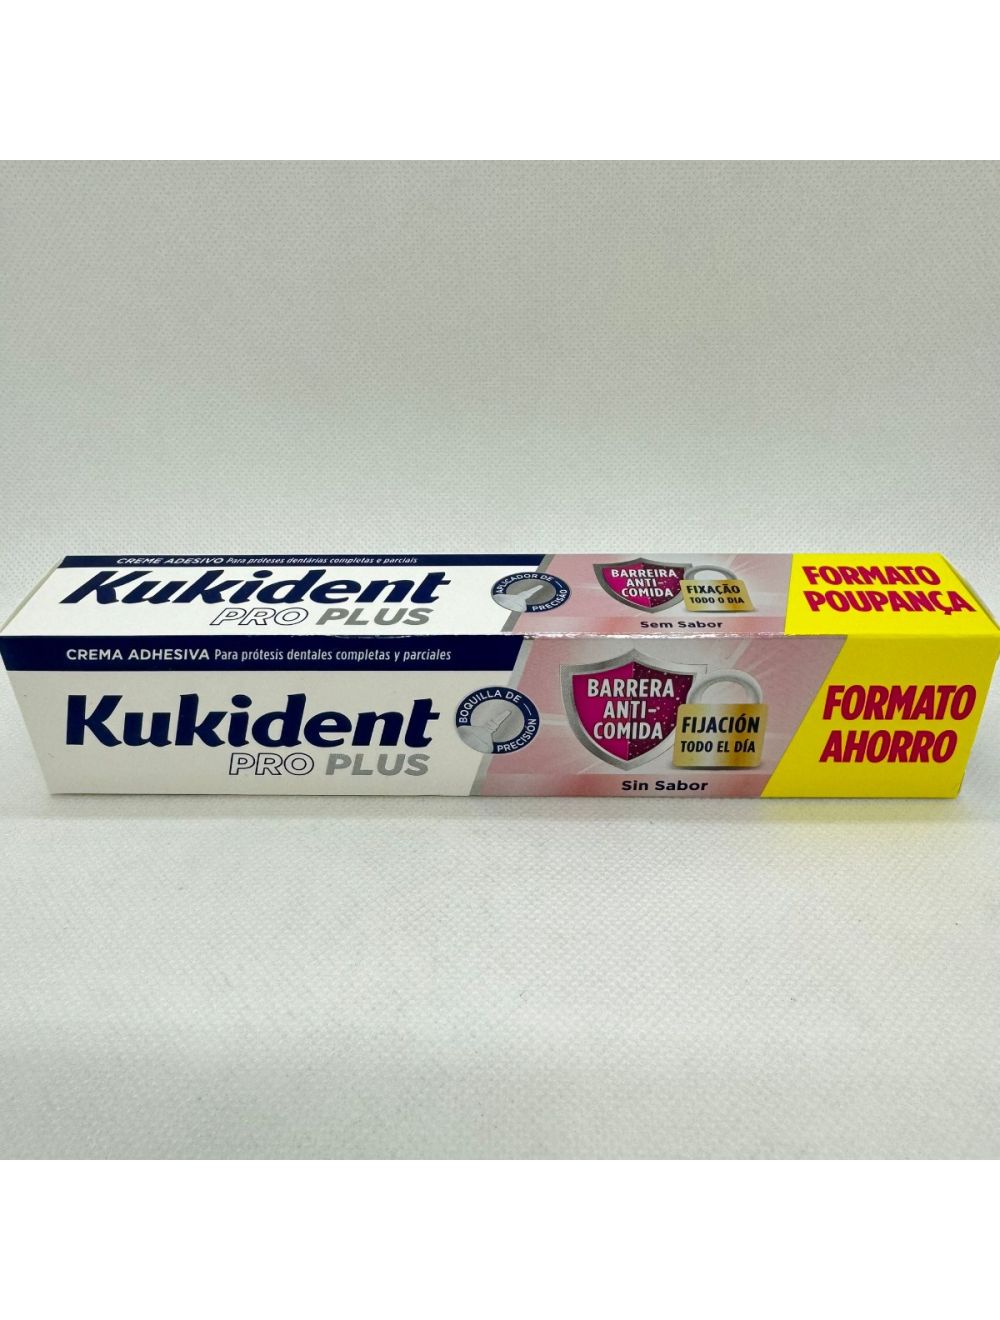 CREME ADESIVO Para próteses dentárias completas e parciais
Kukident
PRO PLUS
APLICADOR DE
PRECISÃO
BARREIRA
ANTI-
COMIDA
FIXAÇÃO
TODO O DIA
Sem Sabor
FORMATO
POUPANÇA
CREMA ADHESIVA Para prótesis dentales completas y parciales
Kukident
PRO PLUS
BOQUILLA DE
PRECISIÓN
BARRERA
ANTI-
COMIDA
FIJACIÓN
TODO EL DÍA
Sin Sabor
FORMATO
AHORRO